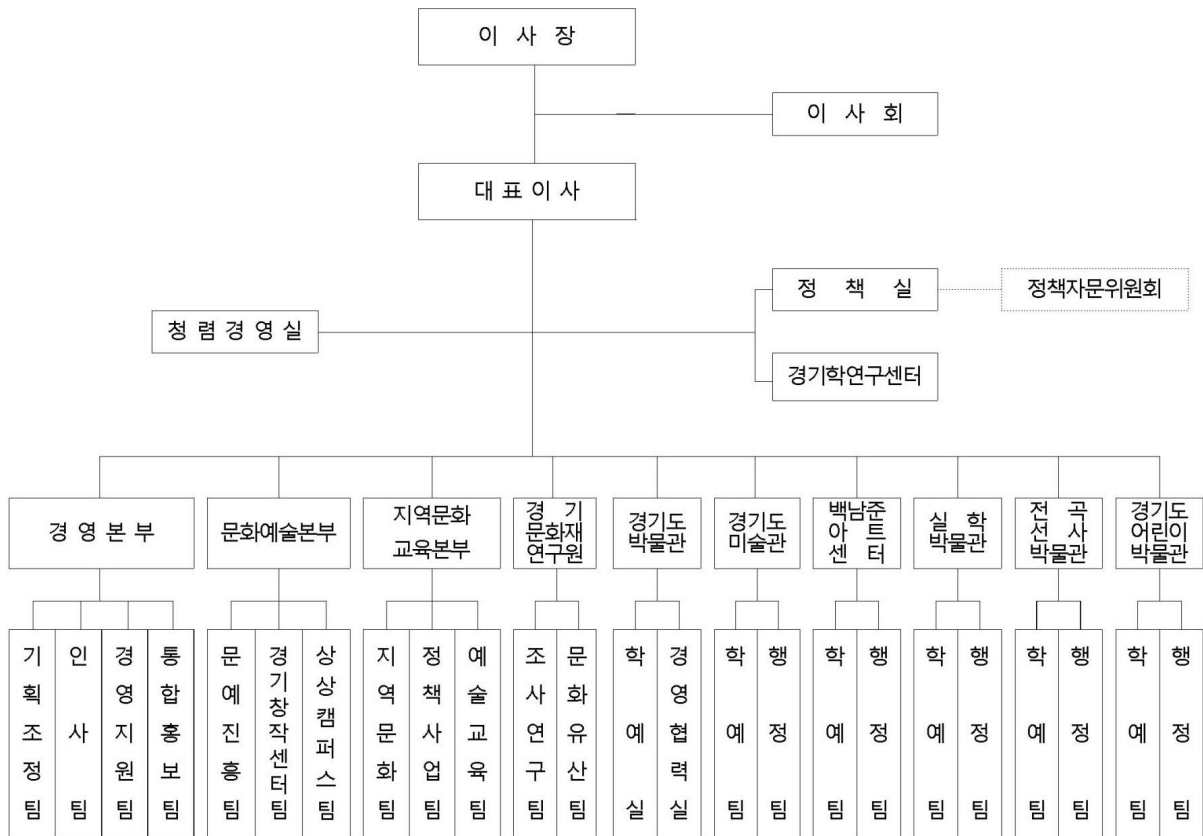 이 사 장
이 사 회
대 표 이 사
정 책 실
정책자문위원회
청 렴 경 영 실
경기학연구센터
경 영 본 부
문화예술본부
지역문화
교육본부
경 기
문화재
연구원
경기도
박물관
경기도
미술관
백남준
아 트
센 터
실 학
박물관
전 곡
선 사
박물관
경기도
어린이
박물관
기획조정팀
인사팀
경영지원팀
통합홍보팀
문예진흥팀
경기창작센터팀
상상캠퍼스팀
지역문화팀
정책사업팀
예술교육팀
조사연구팀
문화유산팀
학예실
경영협력실
학예팀
행정팀
학예팀
행정팀
학예팀
행정팀
학예팀
행정팀
학예팀
행정팀